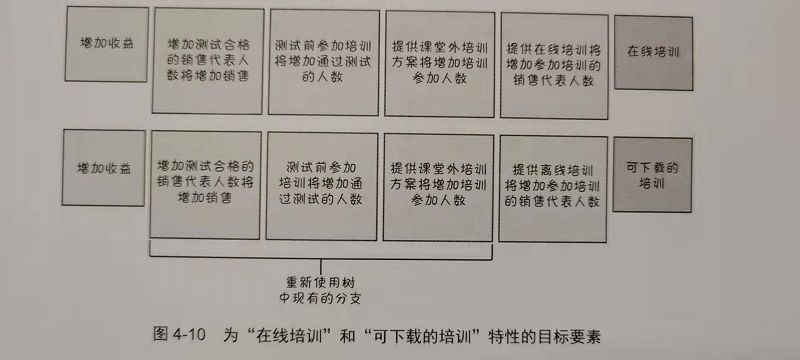 增加收益
增加测试合格
的销售代表人
数将增加销售
测试前参加培训
将增加通过测试
的人数
提供课堂外培训
方案将增加培训
参加人数
提供在线培训将
增加参加培训的
销售代表人数
在线培训
增加收益
增加测试合格的
销售代表人数将
增加销售
测试前参加
培训将增加通
过测试的人数
提供课堂外培训
方案将增加培训
参加人数
提供离线培训
将增加参加培训
的销售代表人数
可下载的
培训
重新使用树
中现有的分支
图 4-10 为“在线培训”和“可下载的培训”特性的目标要素